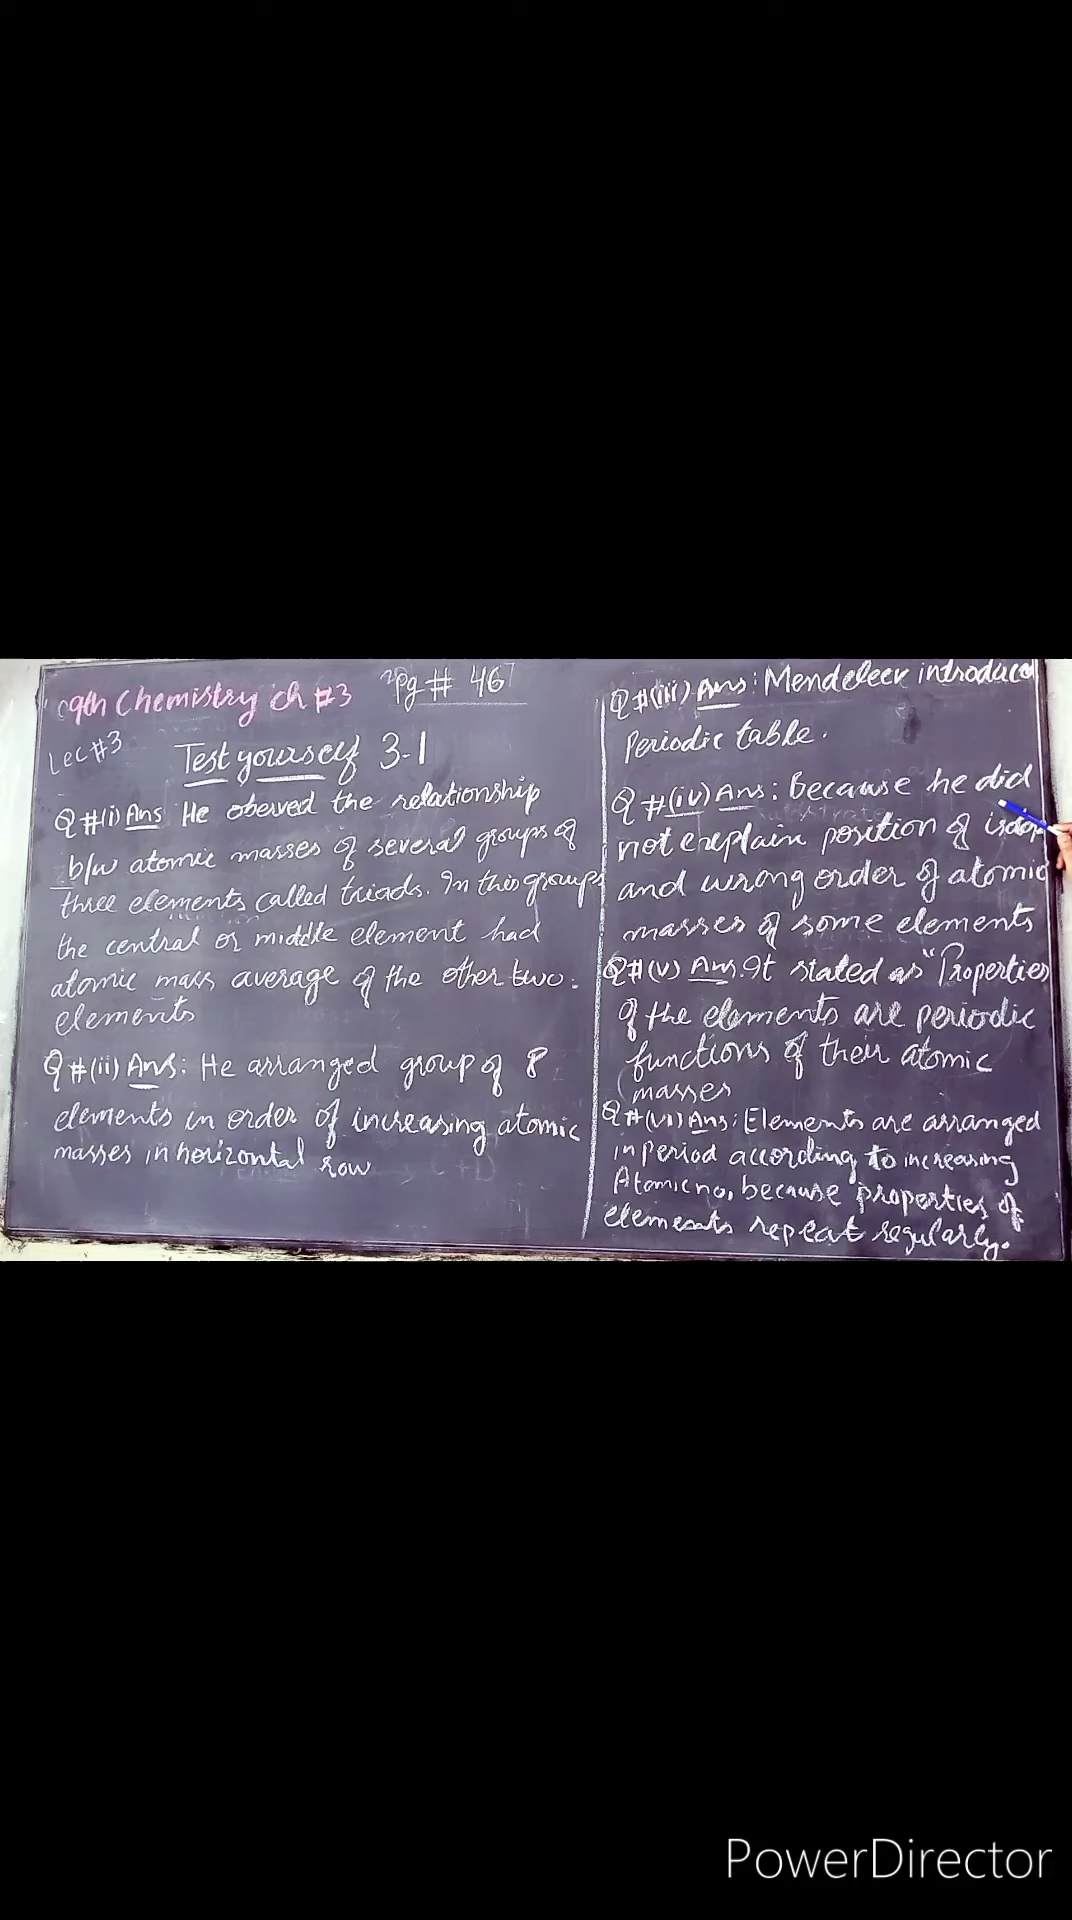 9th Chemistry ch #3
Pg # 46
Lec#3
Test yourself 3.1
Q#(i) Ans He oberved the relationship
b/w atomic masses of several groups of
three elements called triads. In this groups
the central or middle element had
atomic mass average of the other two.
elements
Q#(ii) Ans: He arranged group of 8
elements in order of increasing atomic
masses in horizontal row
Q#(iii) Ans: Mendeleev introduced
Periodic table.
Q#(iv) Ans: Because he did
not explain position of
and wrong order of atomic
masses of some elements
Q#(v) Ans. It stated as "Properties
of the elements are periodic
functions of their atomic
masses
Q#(vi) Ans: Elements are arranged
in period according to increasing
Atomic no, because properties of
elements repeat regularly.
PowerDirector